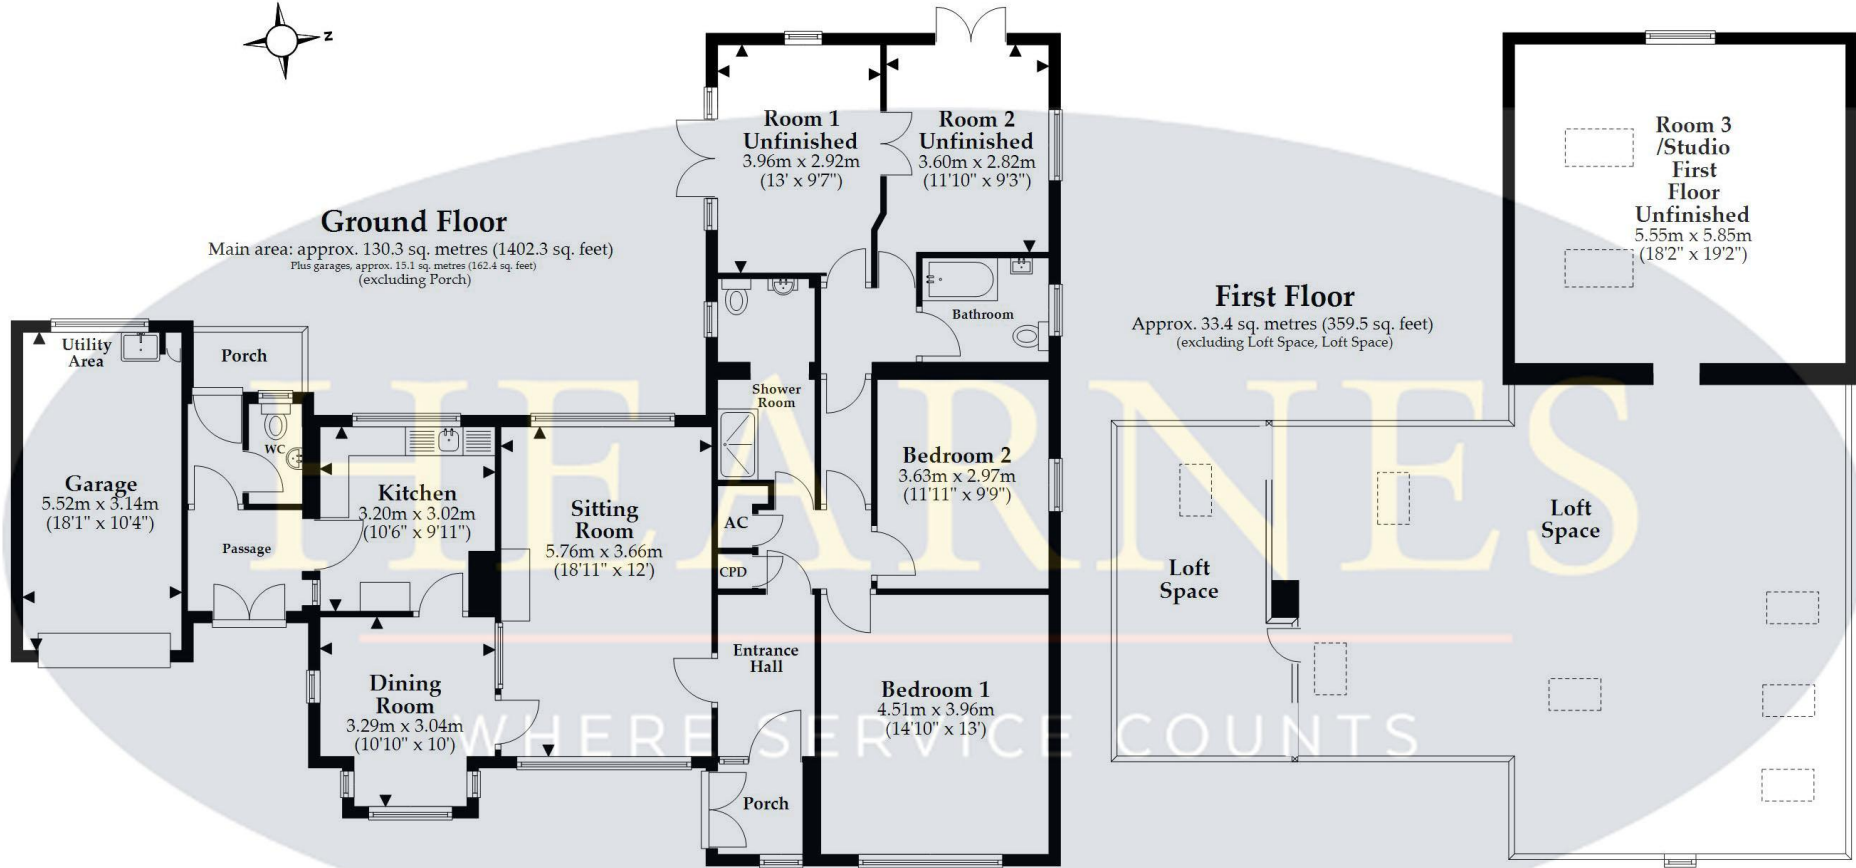 N
Ground Floor
Main area: approx. 130.3 sq. metres (1402.3 sq. feet)
Plus garages, approx. 15.1 sq. metres (162.4 sq. feet)
(excluding Porch)
Room 1
Unfinished
3.96m x 2.92m
(13' x 9'7")
Room 2
Unfinished
3.60m x 2.82m
(11'10" x 9'3")
Bathroom
Utility
Area
Porch
Garage
5.52m x 3.14m
(18'1" x 10'4")
WC
Passage
Kitchen
3.20m x 3.02m
(10'6" x 9'11")
Sitting
Room
5.76m x 3.66m
(18'11" x 12')
Shower
Room
AC
CPD
Bedroom 2
3.63m x 2.97m
(11'11" x 9'9")
Dining
Room
3.29m x 3.04m
(10'10" x 10')
Entrance
Hall
Bedroom 1
4.51m x 3.96m
(14'10" x 13')
Porch
First Floor
Approx. 33.4 sq. metres (359.5 sq. feet)
(excluding Loft Space, Loft Space)
Room 3
/Studio
First
Floor
Unfinished
5.55m x 5.85m
(18'2" x 19'2")
Loft
Space
Loft
Space
HEARNES
WHERE SERVICE COUNTS